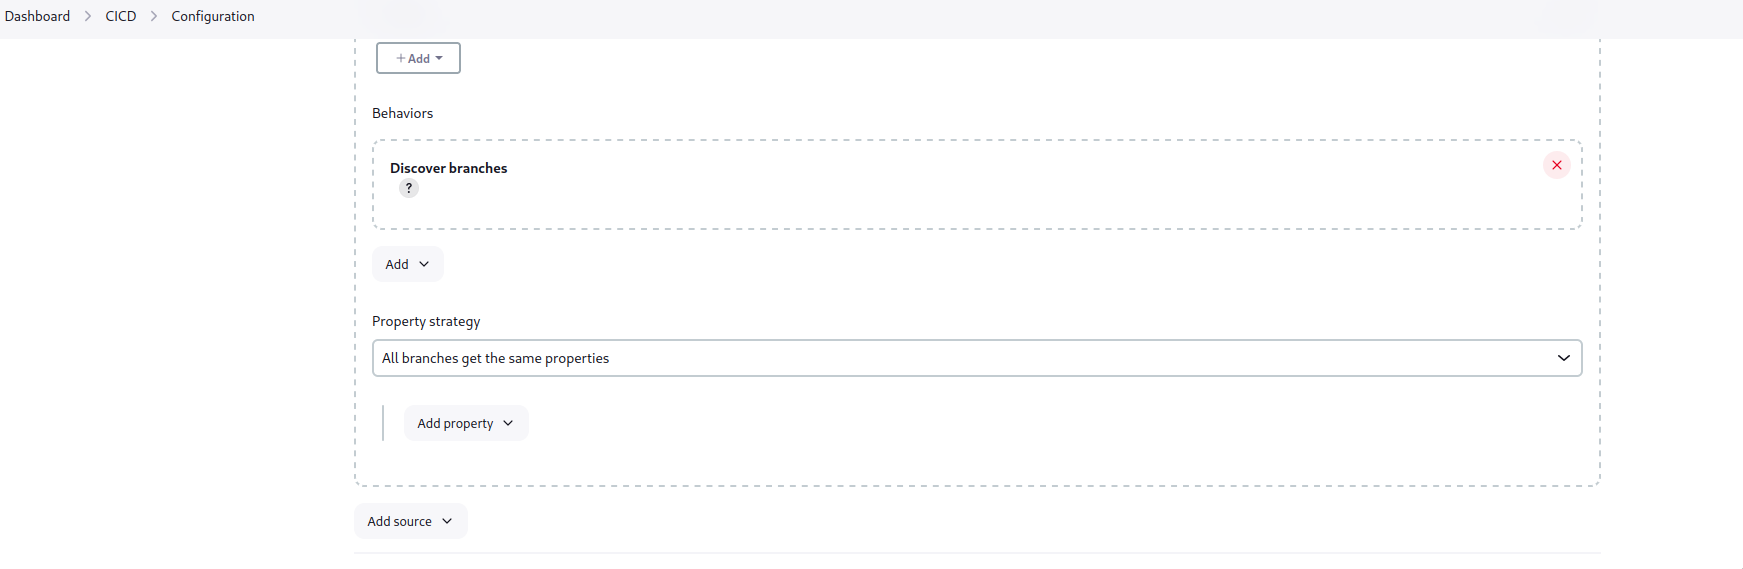 Dashboard > CICD > Configuration
+ Add
Behaviors
Discover branches
?
Add
Property strategy
All branches get the same properties
Add property
Add source